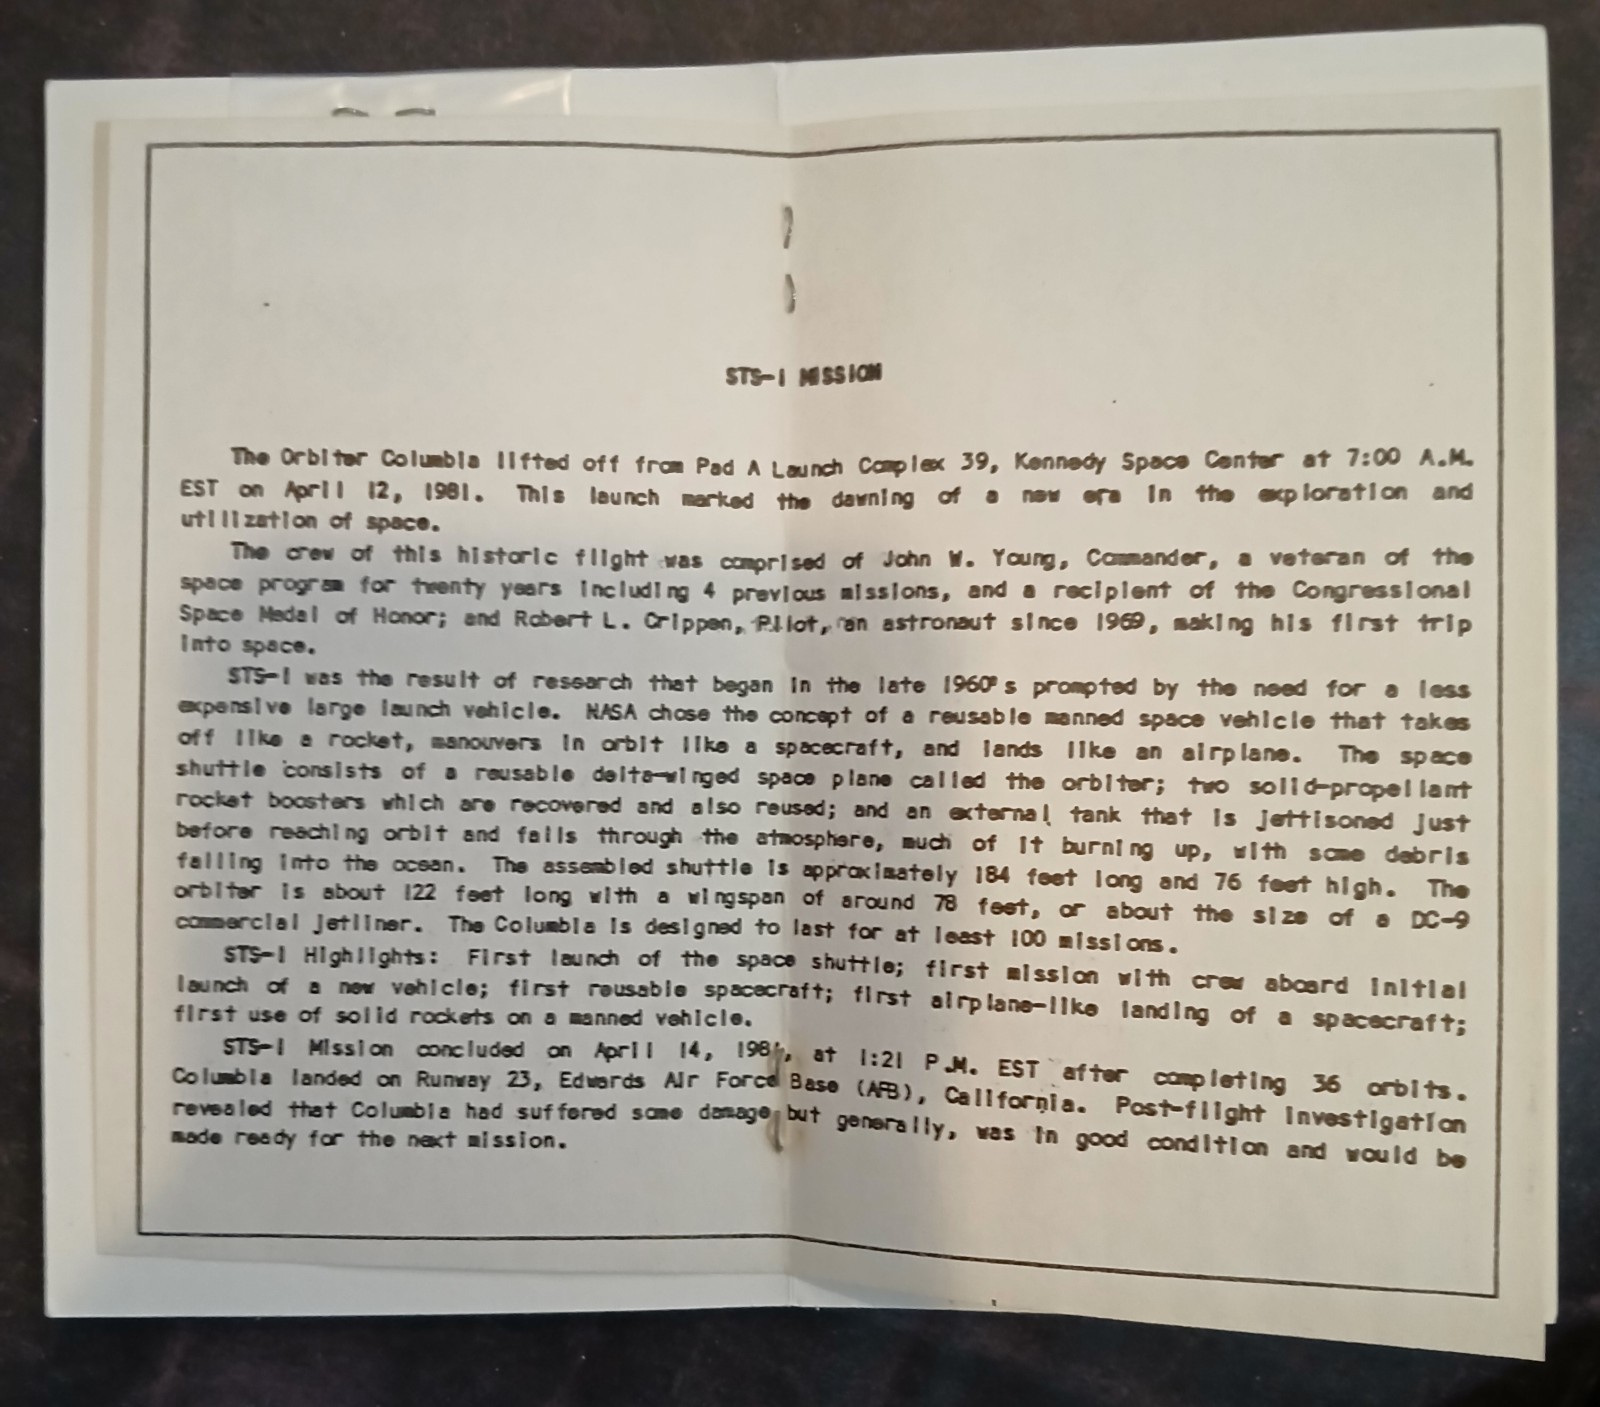 STS-1 MISSION
The Orbiter Columbia lifted off from Pad A Launch Complex 39, Kennedy Space Center at 7:00 A.M.
EST on April 12, 1981. This launch marked the dawning of a new era in the exploration and
utilization of space.
The crew of this historic flight was comprised of John W. Young, Commander, a veteran of the
space program for twenty years including 4 previous missions, and a recipient of the Congressional
Space Medal of Honor; and Robert L. Crippen, Pilot, an astronaut since 1969, making his first trip
into space.
STS-1 was the result of research that began in the late 1960's prompted by the need for a less
expensive large launch vehicle. NASA chose the concept of a reusable manned space vehicle that takes
off like a rocket, manouvers in orbit like a spacecraft, and lands like an airplane. The space
shuttle consists of a reusable delta-winged space plane called the orbiter; two solid-propellant
rocket boosters which are recovered and also reused; and an external tank that is jettisoned just
before reaching orbit and falls through the atmosphere, much of it burning up, with some debris
falling into the ocean. The assembled shuttle is approximately 184 feet long and 76 feet high. The
orbiter is about 122 feet long with a wingspan of around 78 feet, or about the size of a DC-9
commercial jetliner. The Columbia is designed to last for at least 100 missions.
STS-1 Highlights: First launch of the space shuttle; first mission with crew aboard initial
launch of a new vehicle; first reusable spacecraft; first airplane-like landing of a spacecraft;
first use of solid rockets on a manned vehicle.
STS-1 Mission concluded on April 14, 1981, at 1:21 P.M. EST after completing 36 orbits.
Columbia landed on Runway 23, Edwards Air Force Base (AFB), California. Post-flight investigation
revealed that Columbia had suffered some damage but generally, was in good condition and would be
made ready for the next mission.